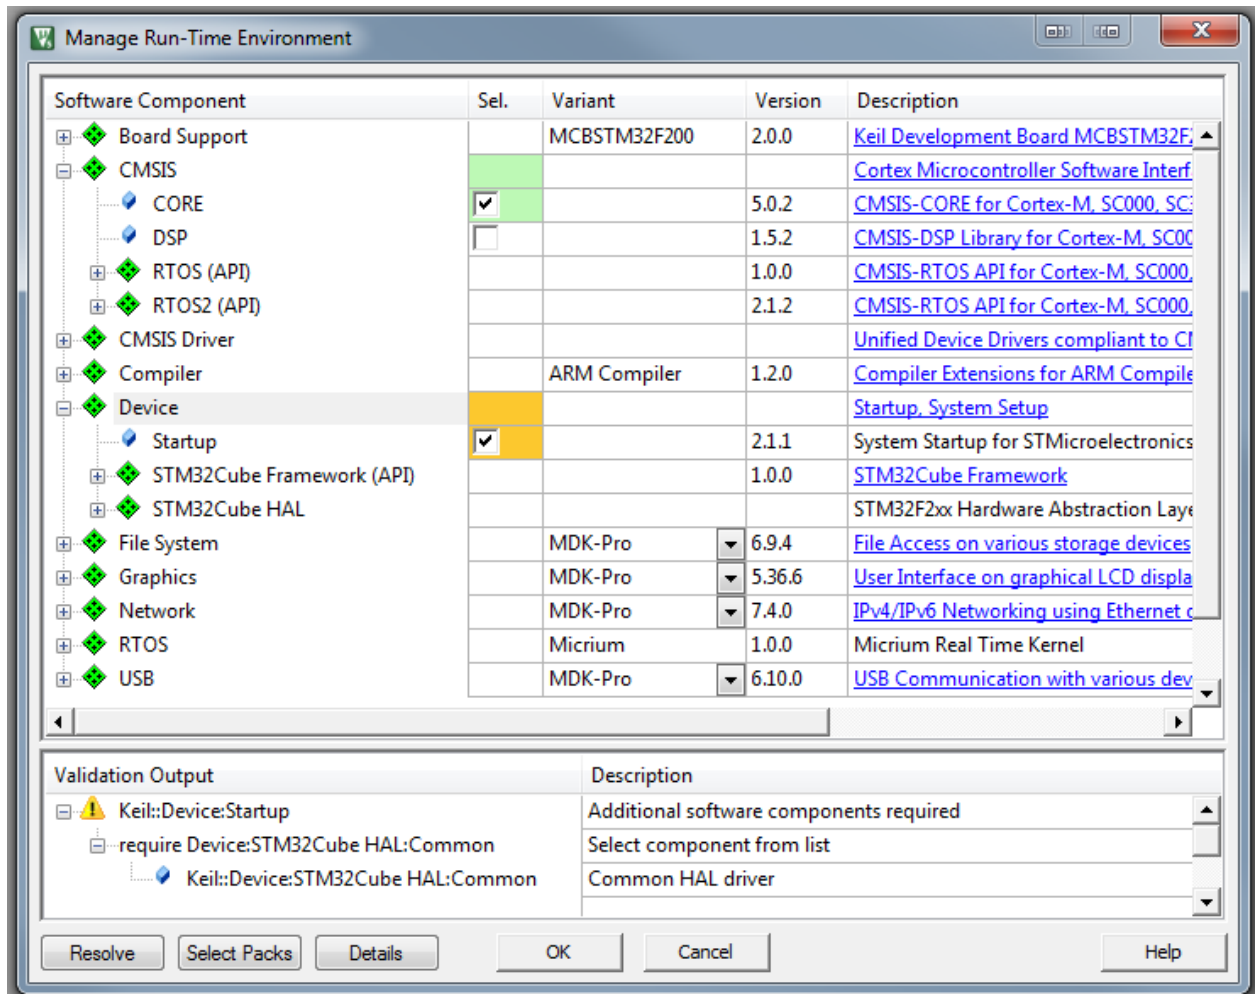 Manage Run-Time Environment
Software Component Sel. Variant Version Description
Board Support MCBSTM32F200 2.0.0 Keil Development Board MCBSTM32F
CMSIS Cortex Microcontroller Software Interf
CORE 5.0.2 CMSIS-CORE for Cortex-M, SC000, SC
DSP 1.5.2 CMSIS-DSP Library for Cortex-M, SC00
RTOS (API) 1.0.0 CMSIS-RTOS API for Cortex-M, SC000,
RTOS2 (API) 2.1.2 CMSIS-RTOS API for Cortex-M, SC000,
CMSIS Driver Unified Device Drivers compliant to CM
Compiler ARM Compiler 1.2.0 Compiler Extensions for ARM Compile
Device Startup, System Setup
Startup 2.1.1 System Startup for STMicroelectronics
STM32Cube Framework (API) 1.0.0 STM32Cube Framework
STM32Cube HAL STM32F2xx Hardware Abstraction Laye
File System MDK-Pro 6.9.4 File Access on various storage devices
Graphics MDK-Pro 5.36.6 User Interface on graphical LCD displa
Network MDK-Pro 7.4.0 IPv4/IPv6 Networking using Ethernet o
RTOS Micrium 1.0.0 Micrium Real Time Kernel
USB MDK-Pro 6.10.0 USB Communication with various dev
Validation Output Description
Keil::Device:Startup Additional software components required
require Device:STM32Cube HAL:Common Select component from list
Keil::Device:STM32Cube HAL:Common Common HAL driver
Resolve Select Packs Details OK Cancel Help